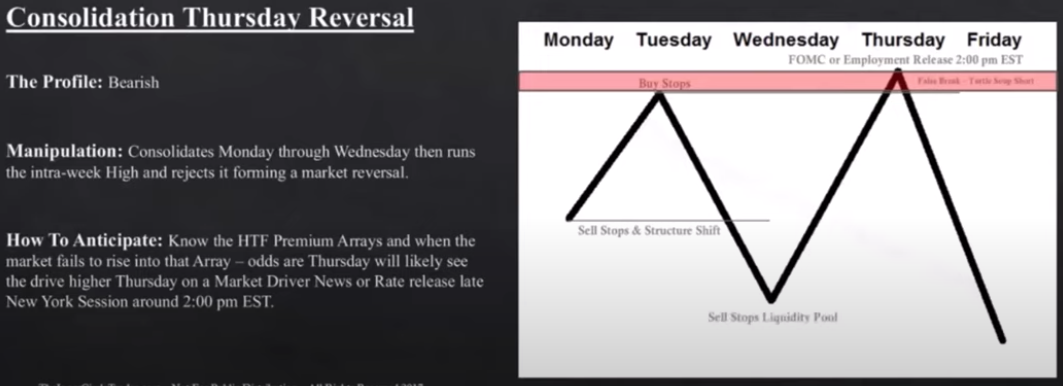 Consolidation Thursday Reversal
The Profile: Bearish
Manipulation: Consolidates Monday through Wednesday then runs
the intra-week High and rejects it forming a market reversal.
How To Anticipate: Know the HTF Premium Arrays and when the
market fails to rise into that Array – odds are Thursday will likely see
the drive higher Thursday on a Market Driver News or Rate release late
New York Session around 2:00 pm EST.
Monday Tuesday Wednesday Thursday Friday
FOMC or Employment Release 2:00 pm EST
False Break Turtle Soup Short
Buy Stops
Sell Stops & Structure Shift
Sell Stops Liquidity Pool